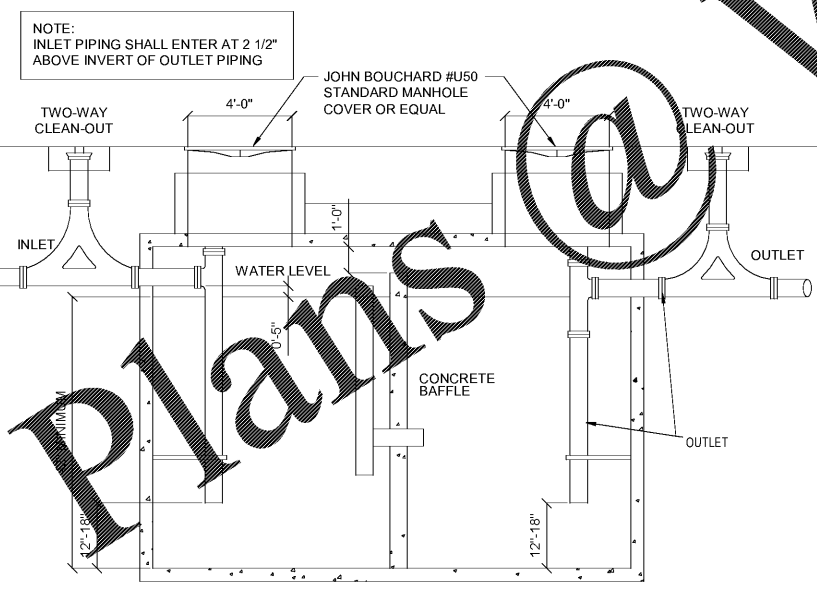 NOTE:
INLET PIPING SHALL ENTER AT 2 1/2"
ABOVE INVERT OF OUTLET PIPING
JOHN BOUCHARD #U50
STANDARD MANHOLE
COVER OR EQUAL
4'-0"
4'-0"
TWO-WAY
CLEAN-OUT
TWO-WAY
CLEAN-OUT
1'-0"
INLET
WATER LEVEL
OUTLET
0'-5"
CONCRETE
BAFFLE
MINIMUM
OUTLET
12"-18"
12"-18"
Plans @